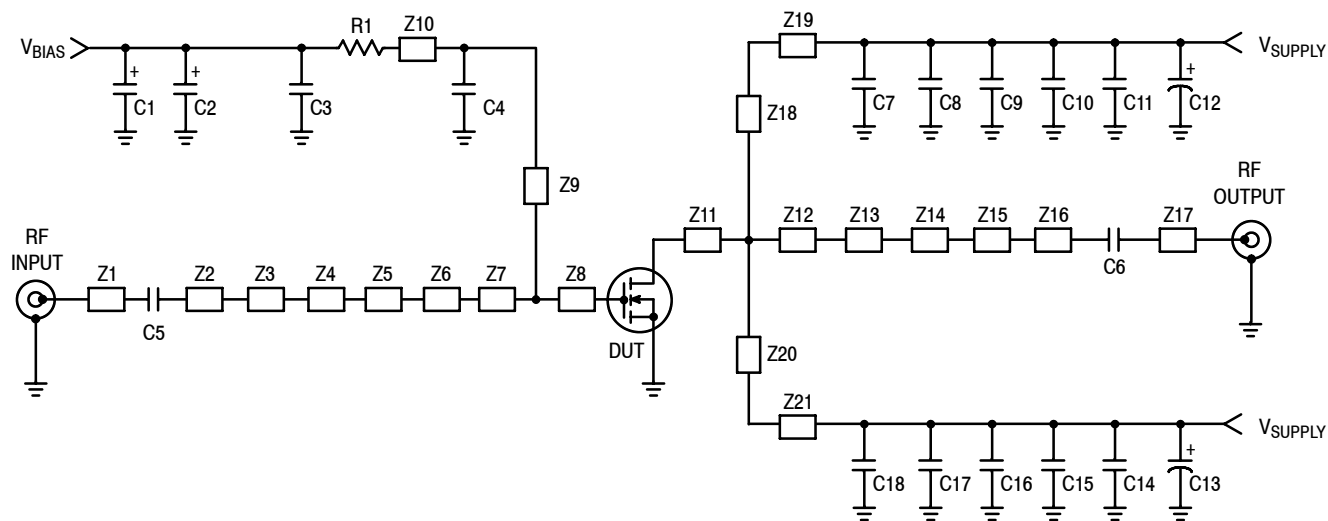 Z19
R1
Z10
VBIAS
VSUPPLY
+
+
+
C1
C2
C3
C4
C7
C8
C9
C10
C11
C12
Z18
Z9
RF
OUTPUT
Z11
Z12
Z13
Z14
Z15
Z16
Z17
RF
INPUT
Z1
Z2
Z3
Z4
Z5
Z6
Z7
Z8
C6
C5
DUT
Z20
Z21
VSUPPLY
+
C18
C17
C16
C15
C14
C13